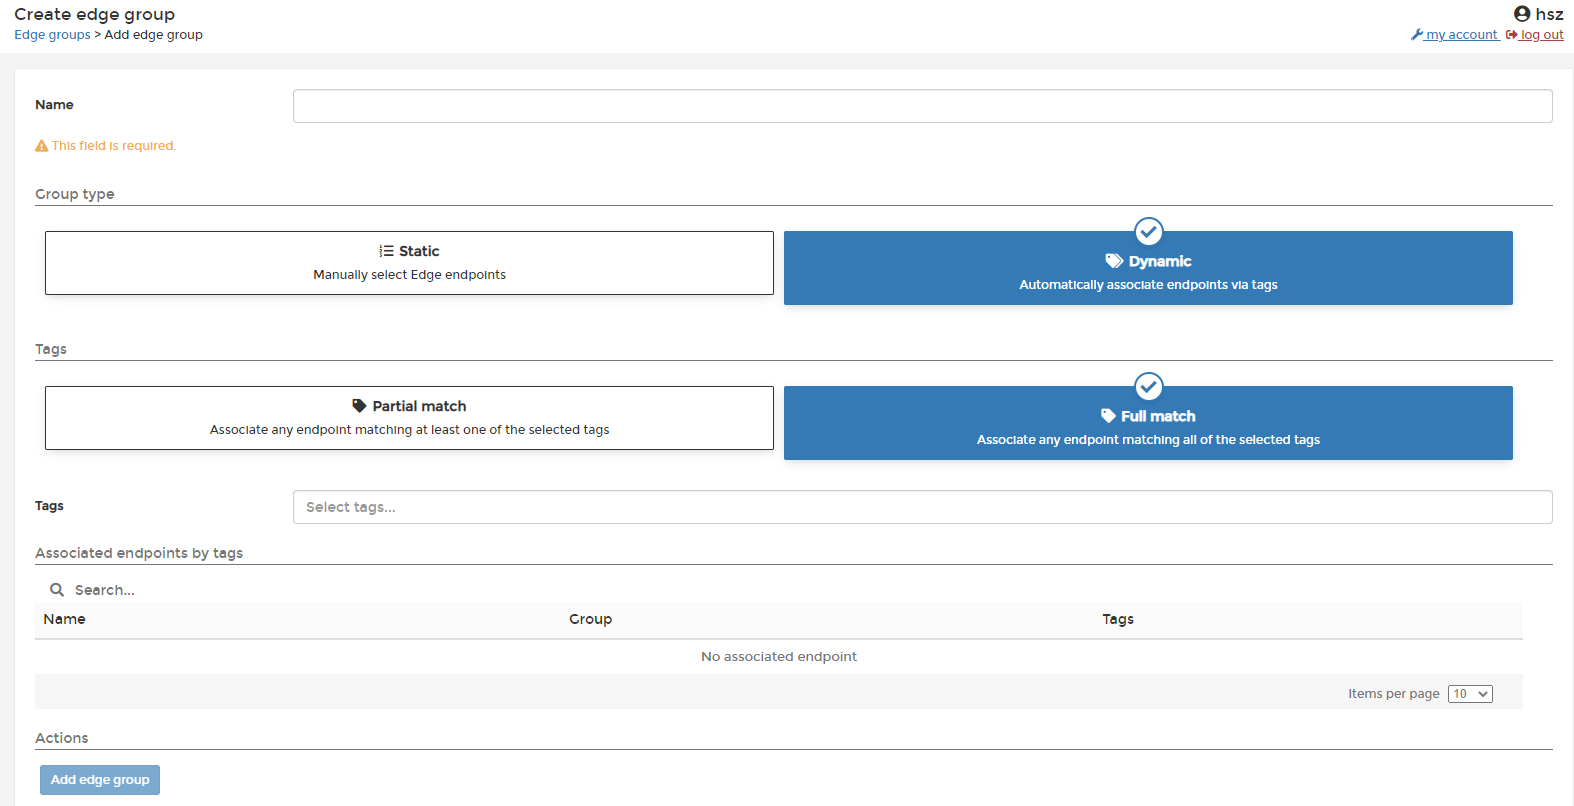 Create edge group
hsz
Edge groups > Add edge group
my account log out
Name
This field is required.
Group type
Static
Manually select Edge endpoints
Dynamic
Automatically associate endpoints via tags
Tags
Partial match
Associate any endpoint matching at least one of the selected tags
Full match
Associate any endpoint matching all of the selected tags
Tags
Select tags...
Associated endpoints by tags
Search...
Name Group Tags
No associated endpoint
Items per page 10
Actions
Add edge group